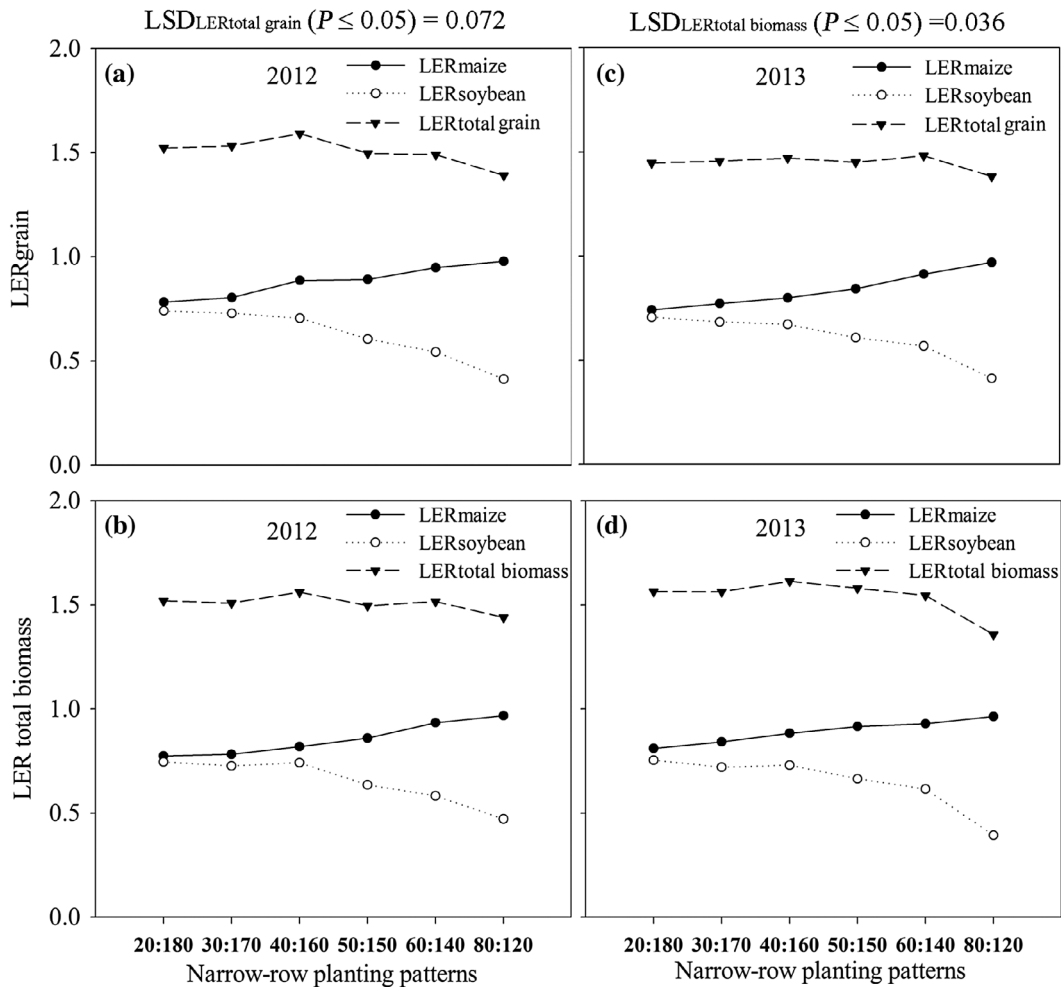 LSDLERtotal grain (P ≤ 0.05) = 0.072
LSDLERtotal biomass (P ≤ 0.05) =0.036
2.0
1.5
1.0
0.5
0.0
LERgrain
(a)
2012
LERmaize
LERsoybean
LERtotal grain
(c)
2013
LERmaize
LERsoybean
LERtotal grain
2.0
1.5
1.0
0.5
0.0
LER total biomass
(b)
2012
LERmaize
LERsoybean
LERtotal biomass
(d)
2013
LERmaize
LERsoybean
LERtotal biomass
20:180 30:170 40:160 50:150 60:140 80:120
Narrow-row planting patterns
20:180 30:170 40:160 50:150 60:140 80:120
Narrow-row planting patterns